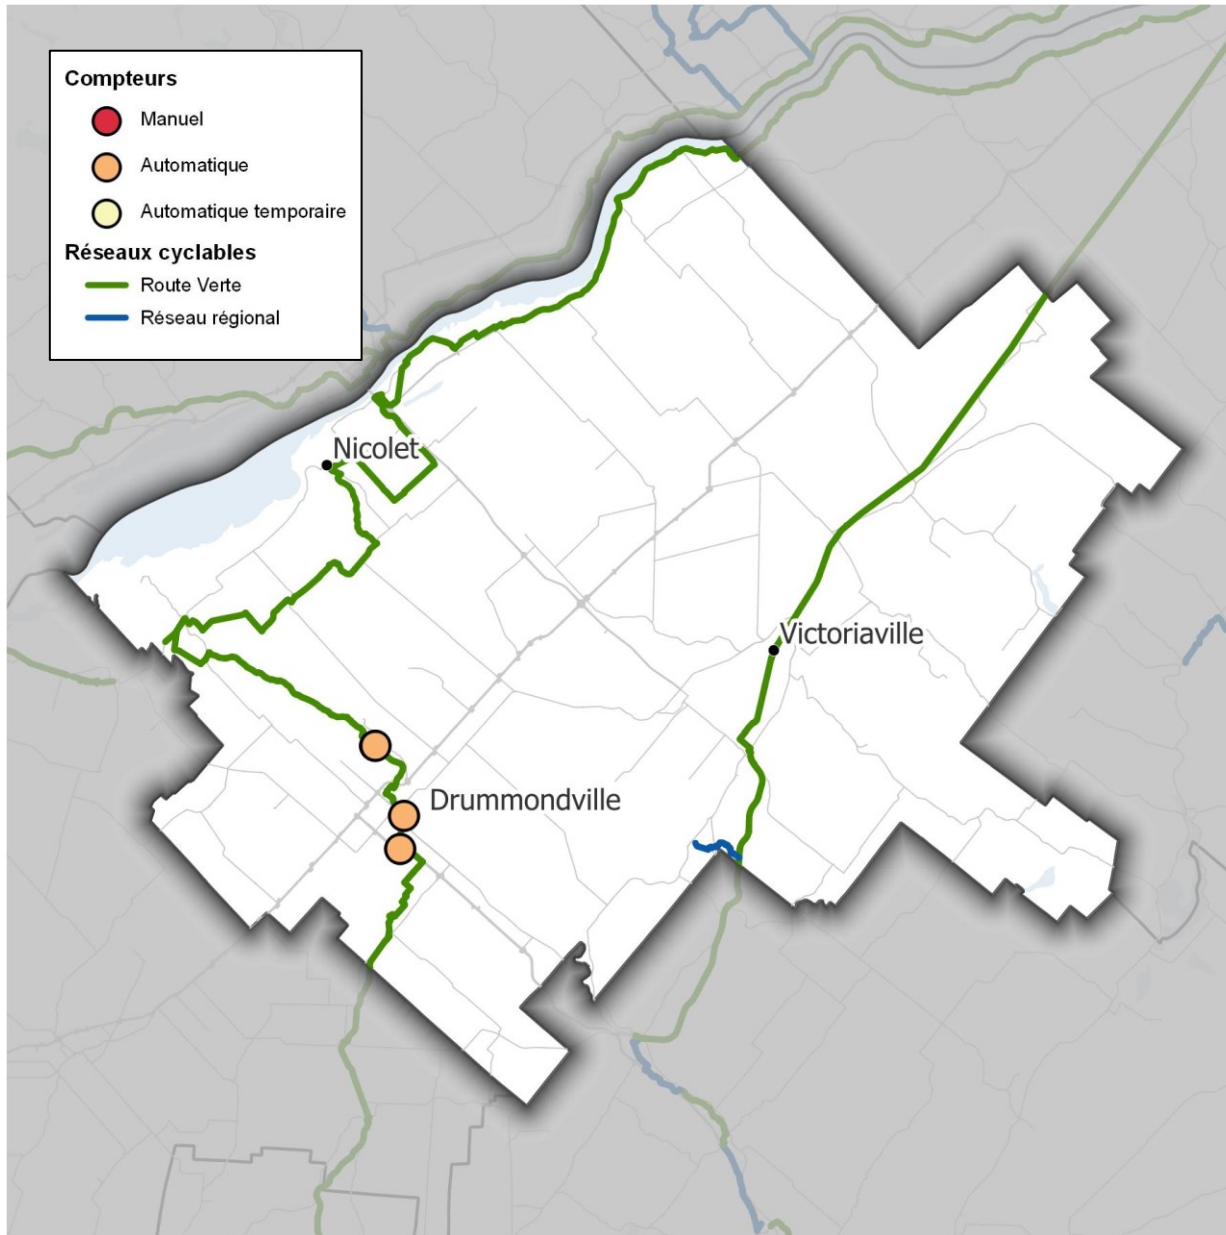 Compteurs
Manuel
Automatique
Automatique temporaire
Réseaux cyclables
Route Verte
Réseau régional
Nicolet
Victoriaville
Drummondville